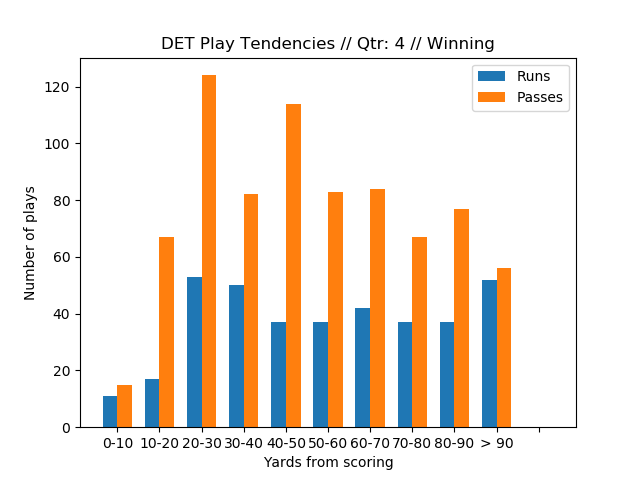 DET Play Tendencies // Qtr: 4 // Winning
Runs
Passes
120
100
80
60
40
20
0
Number of plays
0-10 10-20 20-30 30-40 40-50 50-60 60-70 70-80 80-90 > 90
Yards from scoring